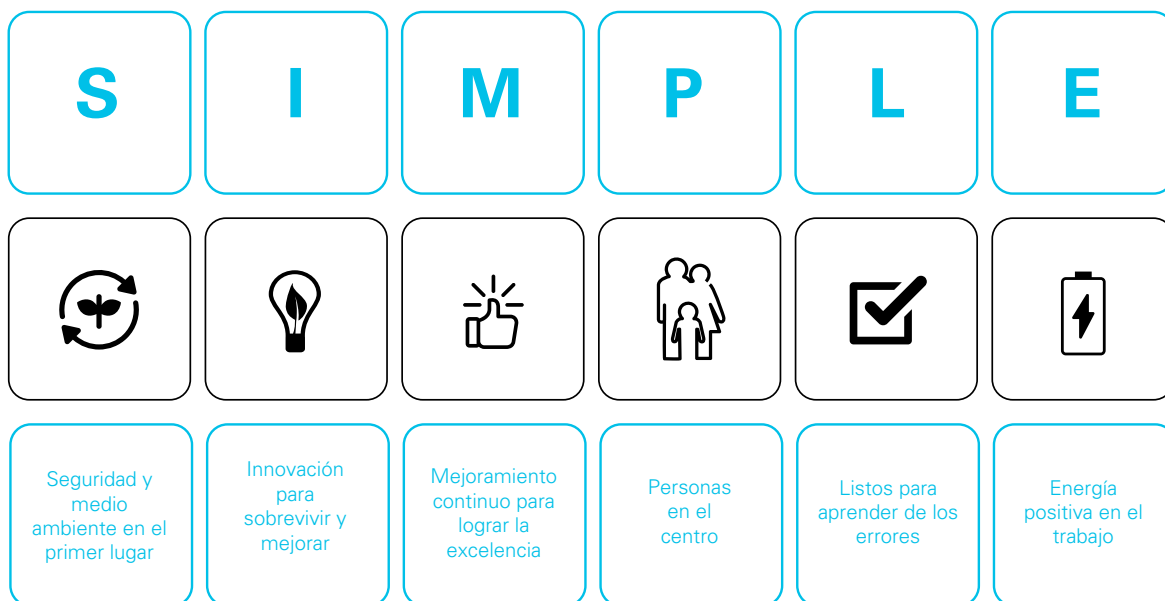 S
I
M
P
L
E
Seguridad y
medio
ambiente en el
primer lugar
Innovación
para
sobrevivir y
mejorar
Mejoramiento
continuo para
lograr la
excelencia
Personas
en el
centro
Listos para
aprender de los
errores
Energía
positiva en el
trabajo